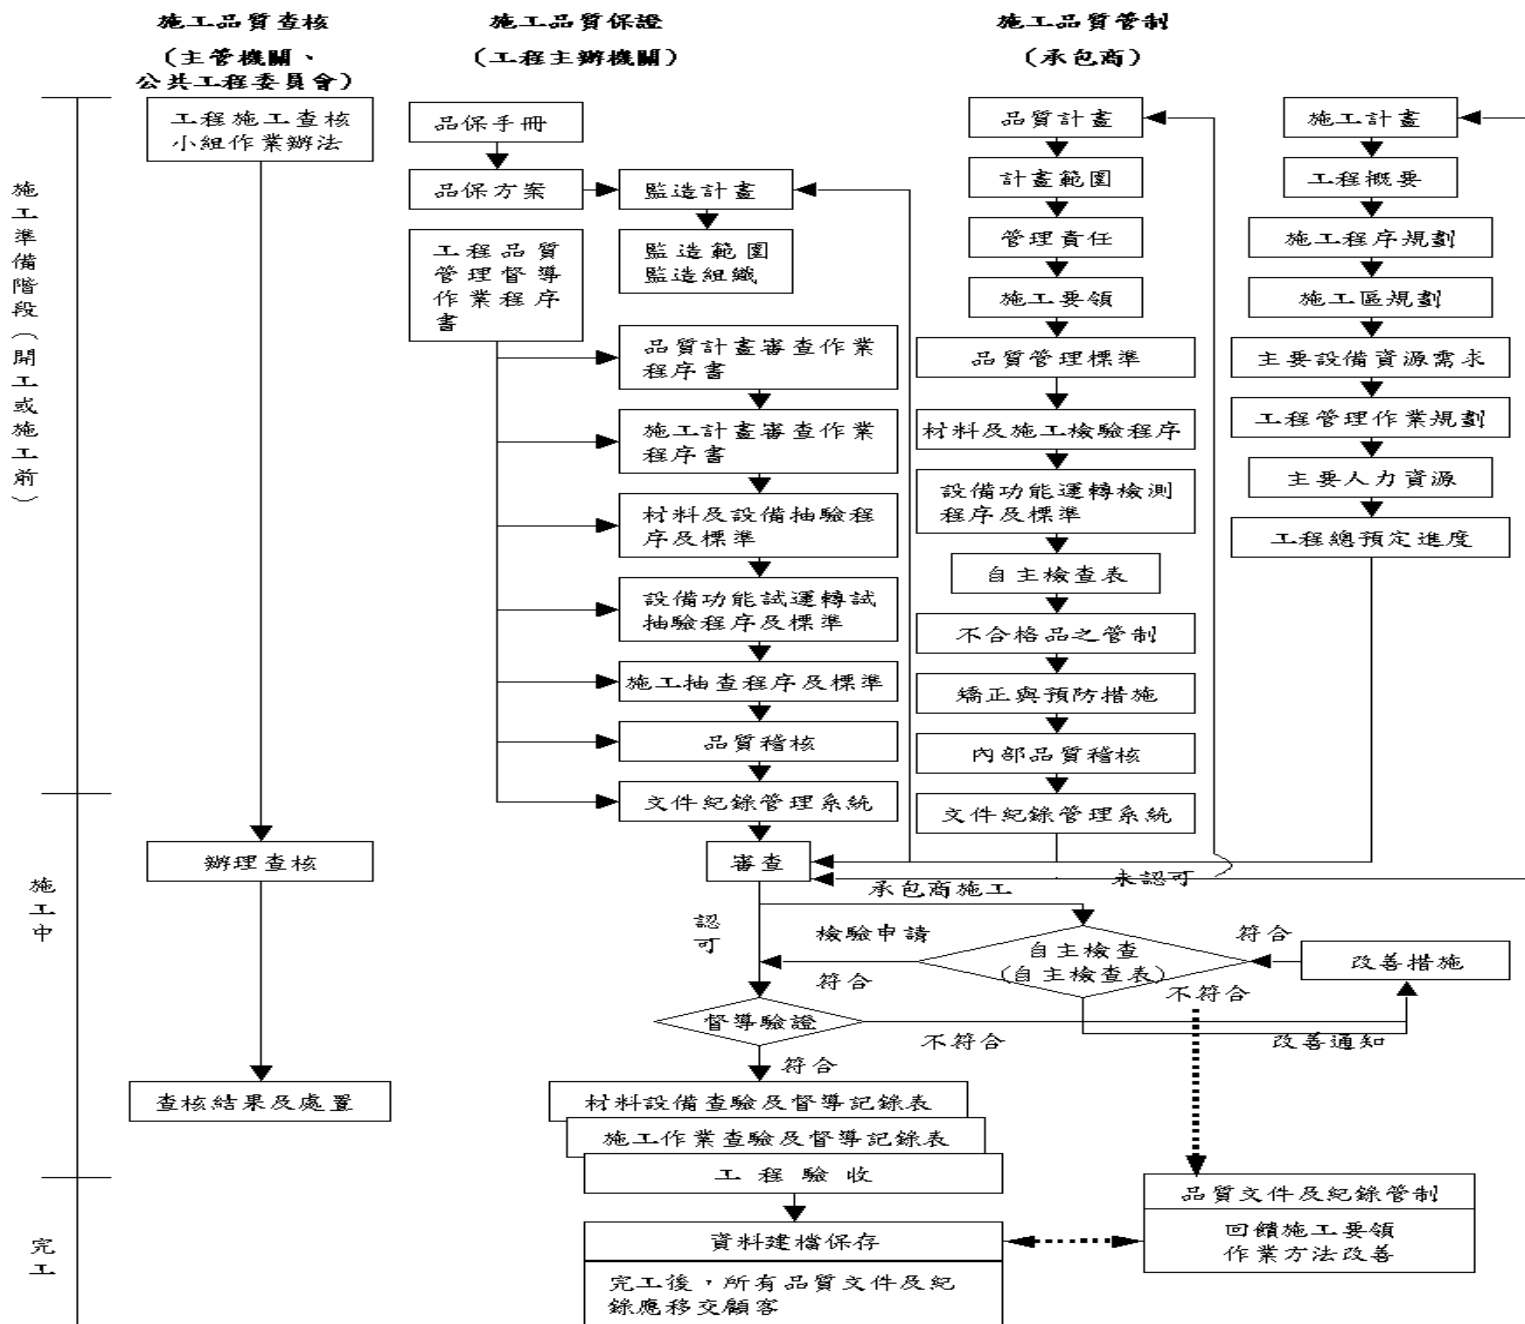 施工品質查核
(主管機關、
公共工程委員會)
施工品質保證
(工程主辦機關)
施工品質管制
(承包商)
施工準備階段(開工或施工前)
施工中
完工
工程施工查核
小組作業辦法
辦理查核
查核結果及處置
品保手冊
品保方案
工程品質
管理督導
作業程序
書
監造計畫
監造範圍
監造組織
品質計畫審查作業
程序書
施工計畫審查作業
程序書
材料及設備抽驗程
序及標準
設備功能試運轉試
抽驗程序及標準
施工抽查程序及標準
品質稽核
文件紀錄管理系統
審查
品質計畫
計畫範圍
管理責任
施工要領
品質管理標準
材料及施工檢驗程序
設備功能運轉檢測
程序及標準
自主檢查表
不合格品之管制
矯正與預防措施
內部品質稽核
文件紀錄管理系統
施工計畫
工程概要
施工程序規劃
施工區規劃
主要設備資源需求
工程管理作業規劃
主要人力資源
工程總預定進度
未認可
承包商施工
認可
檢驗申請
符合
自主檢查
(自主檢查表)
符合
改善措施
不符合
督導驗證
不符合
改善通知
符合
材料設備查驗及督導記錄表
施工作業查驗及督導記錄表
工程驗收
資料建檔保存
完工後，所有品質文件及紀
錄應移交顧客
品質文件及紀錄管制
回饋施工要領
作業方法改善